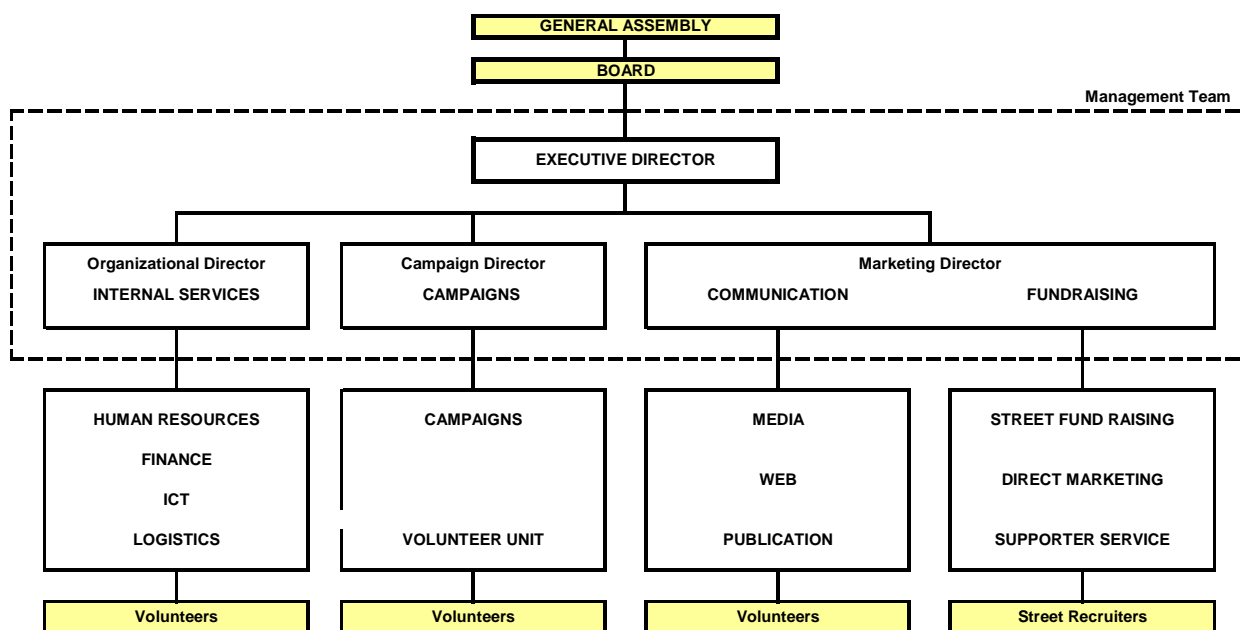 GENERAL ASSEMBLY
BOARD
Management Team
EXECUTIVE DIRECTOR
Organizational Director
INTERNAL SERVICES
Campaign Director
CAMPAIGNS
Marketing Director
COMMUNICATION
FUNDRAISING
HUMAN RESOURCES
FINANCE
ICT
LOGISTICS
CAMPAIGNS
VOLUNTEER UNIT
MEDIA
WEB
PUBLICATION
STREET FUND RAISING
DIRECT MARKETING
SUPPORTER SERVICE
Volunteers
Volunteers
Volunteers
Street Recruiters